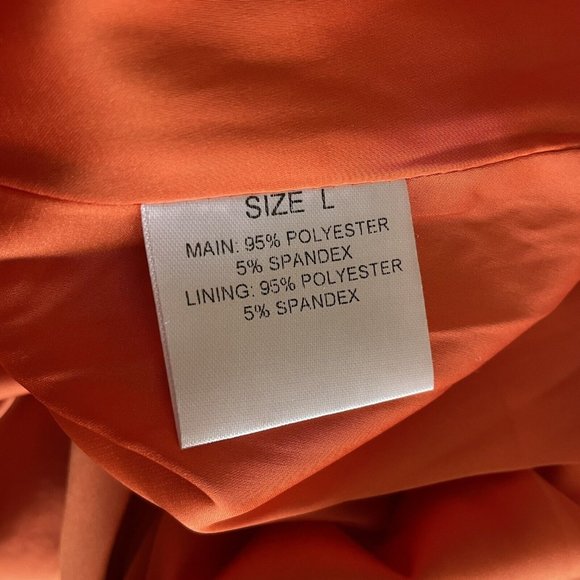 SIZE L
MAIN: 95% POLYESTER
5% SPANDEX
LINING: 95% POLYESTER
5% SPANDEX